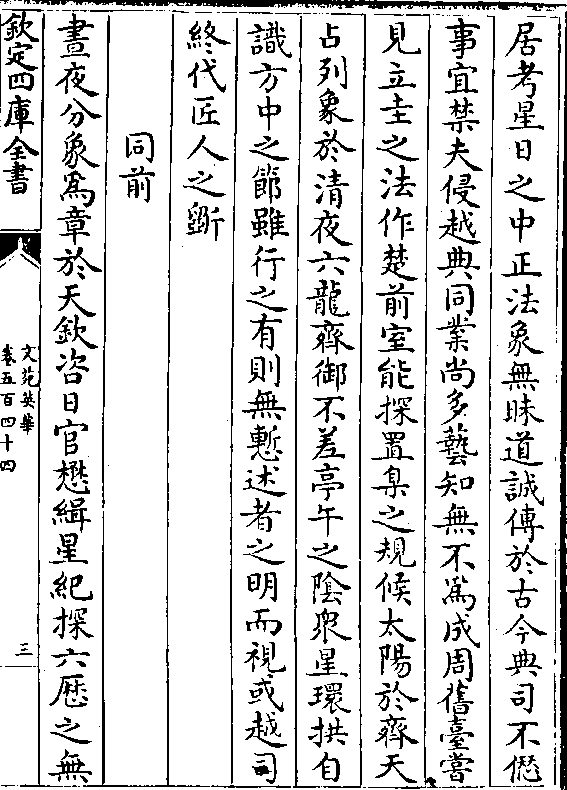 居考星日之中正法象無昧道誠傳於古今典司不愆
事宜禁夫侵越典同業尚多藝知無不爲成周舊臺嘗
見立圭之法作楚前室能探置臬之規候太陽於齊天
占列象於清夜六龍齊御不差亭午之陰衆星環拱自
識方中之節雖行之有則無慙述者之明而視或越司
終代匠人之斵
同前
晝夜分象爲章於天欽咨日官懋緝星紀探六厯之無
欽定四庫全書
文苑英華
卷五百四十四
三